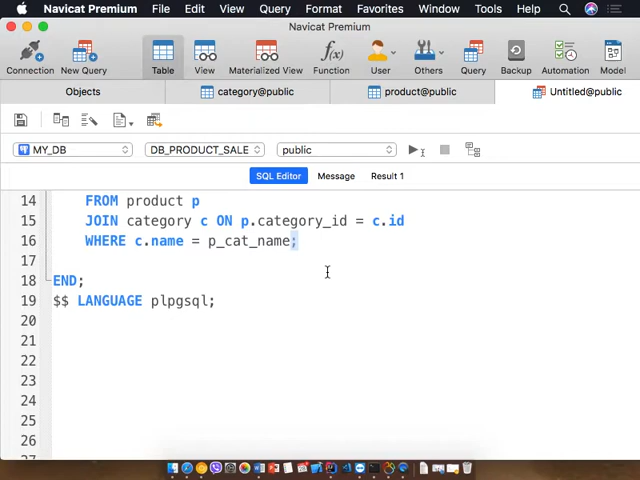 Navicat Premium File Edit View Query Format Favorites Window Tools Help
Navicat Premium
Connection New Query Table View Materialized View Function User Others Query Backup Automation Model
Objects category@public product@public Untitled@public
MY_DB DB_PRODUCT_SALE public
SQL Editor Message Result 1
14 FROM product p
15 JOIN category c ON p.category_id = c.id
16 WHERE c.name = p_cat_name;
17
18 END;
19 $$ LANGUAGE plpgsql;
20
21
22
23
24
25
26
27